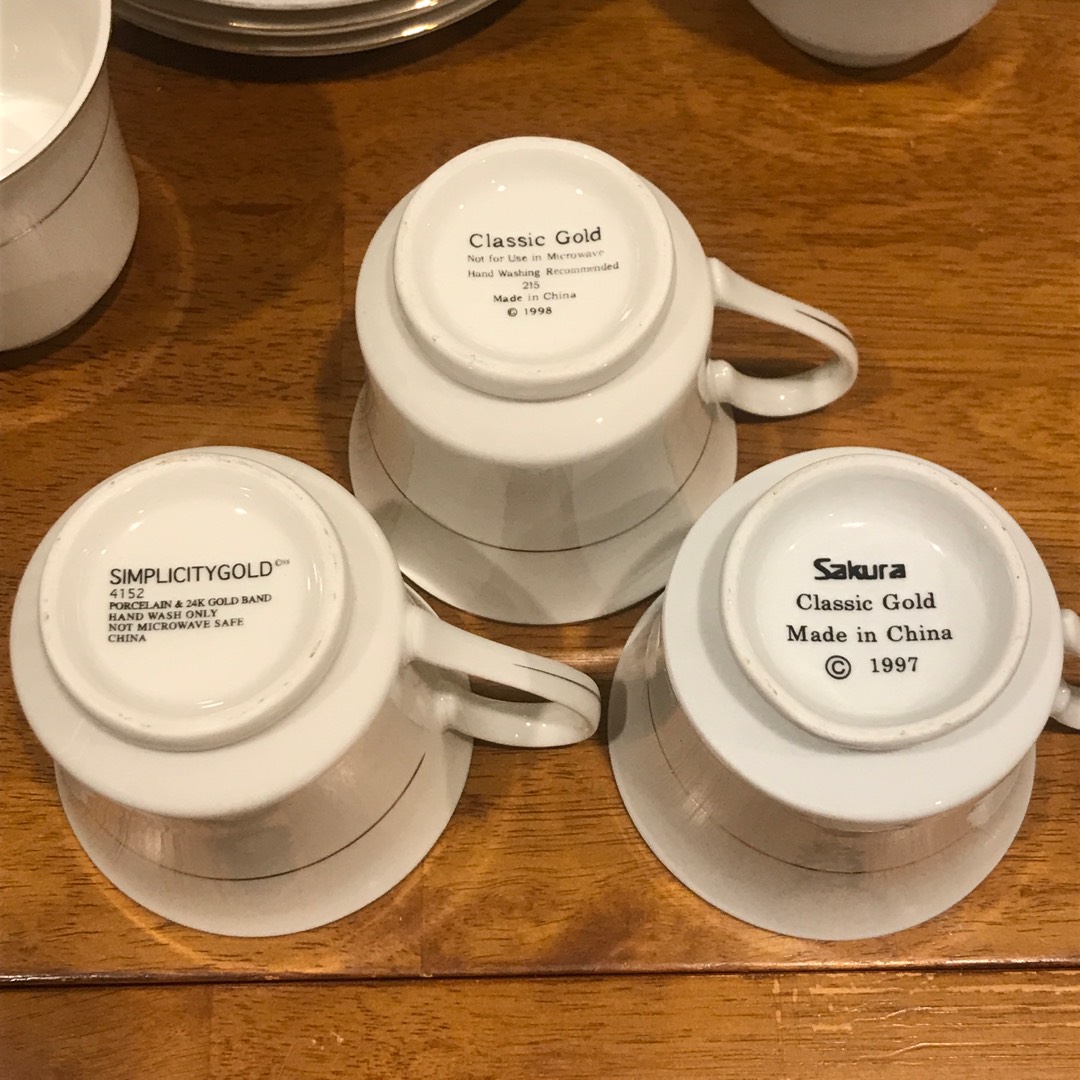 Classic Gold
Not for Use in Microwave
Hand Washing Recommended
215
Made in China
© 1998
SIMPLICITYGOLD
4152
PORCELAIN & 24K GOLD BAND
HAND WASH ONLY
NOT MICROWAVE SAFE
CHINA
Sakura
Classic Gold
Made in China
© 1997